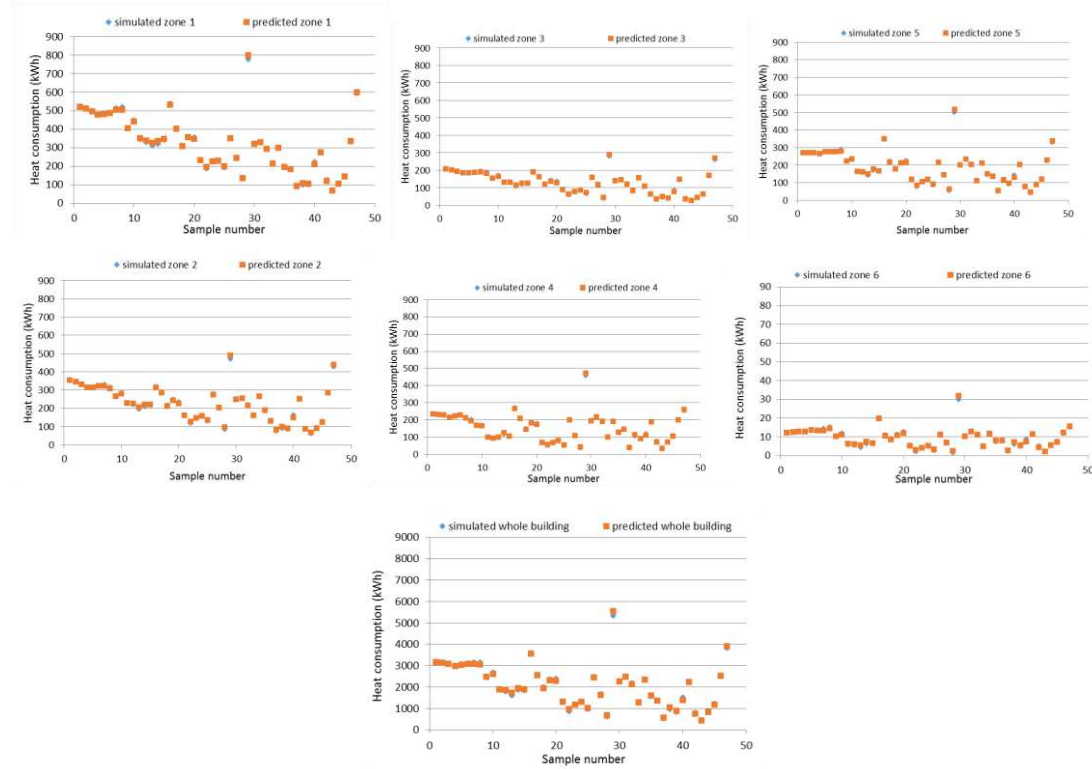 simulated zone 1 predicted zone 1
Heat consumption (kWh)
900
800
700
600
500
400
300
200
100
0
0 10 20 30 40 50
Sample number
simulated zone 3 predicted zone 3
Heat consumption (kWh)
900
800
700
600
500
400
300
200
100
0
0 10 20 30 40 50
Sample number
simulated zone 5 predicted zone 5
Heat consumption (kWh)
900
800
700
600
500
400
300
200
100
0
0 10 20 30 40 50
Sample number
simulated zone 2 predicted zone 2
Heat consumption (kWh)
900
800
700
600
500
400
300
200
100
0
0 10 20 30 40 50
Sample number
simulated zone 4 predicted zone 4
Heat consumption (kWh)
900
800
700
600
500
400
300
200
100
0
0 10 20 30 40 50
Sample number
simulated zone 6 predicted zone 6
Heat consumption (kWh)
90
80
70
60
50
40
30
20
10
0
0 10 20 30 40 50
Sample number
simulated whole building predicted whole building
Heat consumption (kWh)
9000
8000
7000
6000
5000
4000
3000
2000
1000
0
0 10 20 30 40 50
Sample number